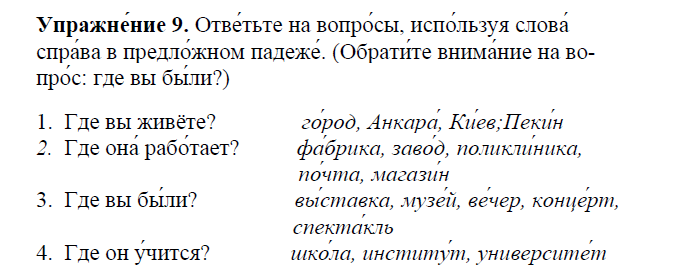 Упражне́ние 9. Отве́тьте на вопро́сы, испо́льзуя слова́
спра́ва в предло́жном падеже́. (Обрати́те внима́ние на во-
про́с: где вы бы́ли?)
1. Где вы живёте? го́род, Анкара́, Ки́ев;Пеки́н
2. Где она́ рабо́тает? фа́брика, заво́д, поликли́ника,
по́чта, магази́н
3. Где вы бы́ли? вы́ставка, музе́й, ве́чер, конце́рт,
спекта́кль
4. Где он у́чится? шко́ла, институ́т, университе́т